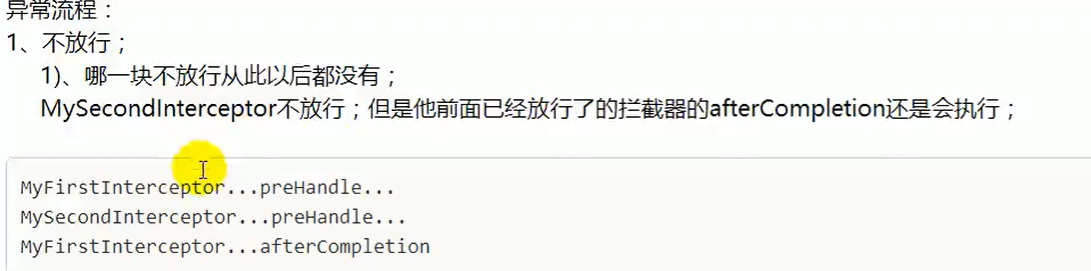 异常流程：
1、不放行；
1)、哪一块不放行从此以后都没有；
MySecondInterceptor不放行；但是他前面已经放行了的拦截器的afterCompletion还是会执行；
MyFirstInterceptor...preHandle...
MySecondInterceptor...preHandle...
MyFirstInterceptor...afterCompletion